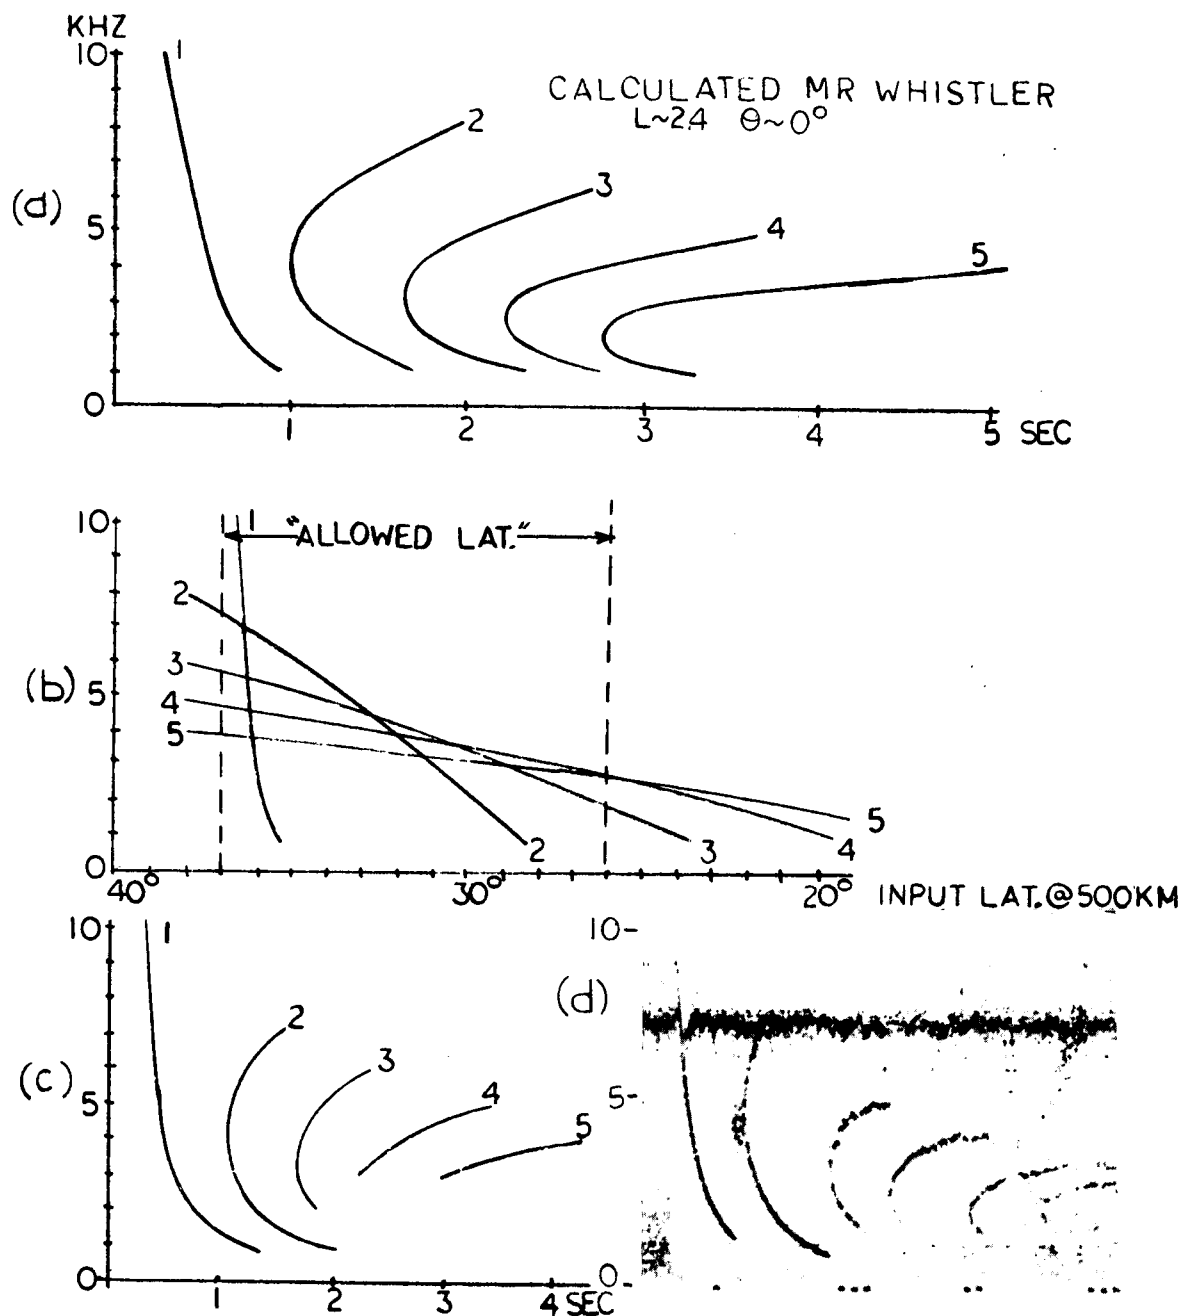 KHZ
10
1
CALCULATED MR WHISTLER
L~2.4 θ~0°
2
3
(a)
5
4
5
0
1 2 3 4 5 SEC
10
1
"ALLOWED LAT."
2
3
(b)
5
4
5
5
2
3
4
0
40° 30° 20° INPUT LAT.@500KM
10
1
10-
(d)
2
3
(c)
5
4
5
5-
0
0-
1 2 3 4 SEC